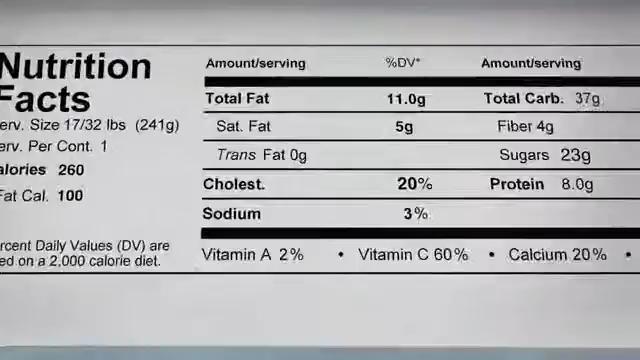 Nutrition
Facts
erv. Size 17/32 lbs (241g)
erv. Per Cont. 1
alories 260
Fat Cal. 100
rcent Daily Values (DV) are
ed on a 2,000 calorie diet.
Amount/serving %DV* Amount/serving
Total Fat 11.0g Total Carb. 37g
Sat. Fat 5g Fiber 4g
Trans Fat 0g Sugars 23g
Cholest. 20% Protein 8.0g
Sodium 3%
Vitamin A 2% • Vitamin C 60% • Calcium 20% •